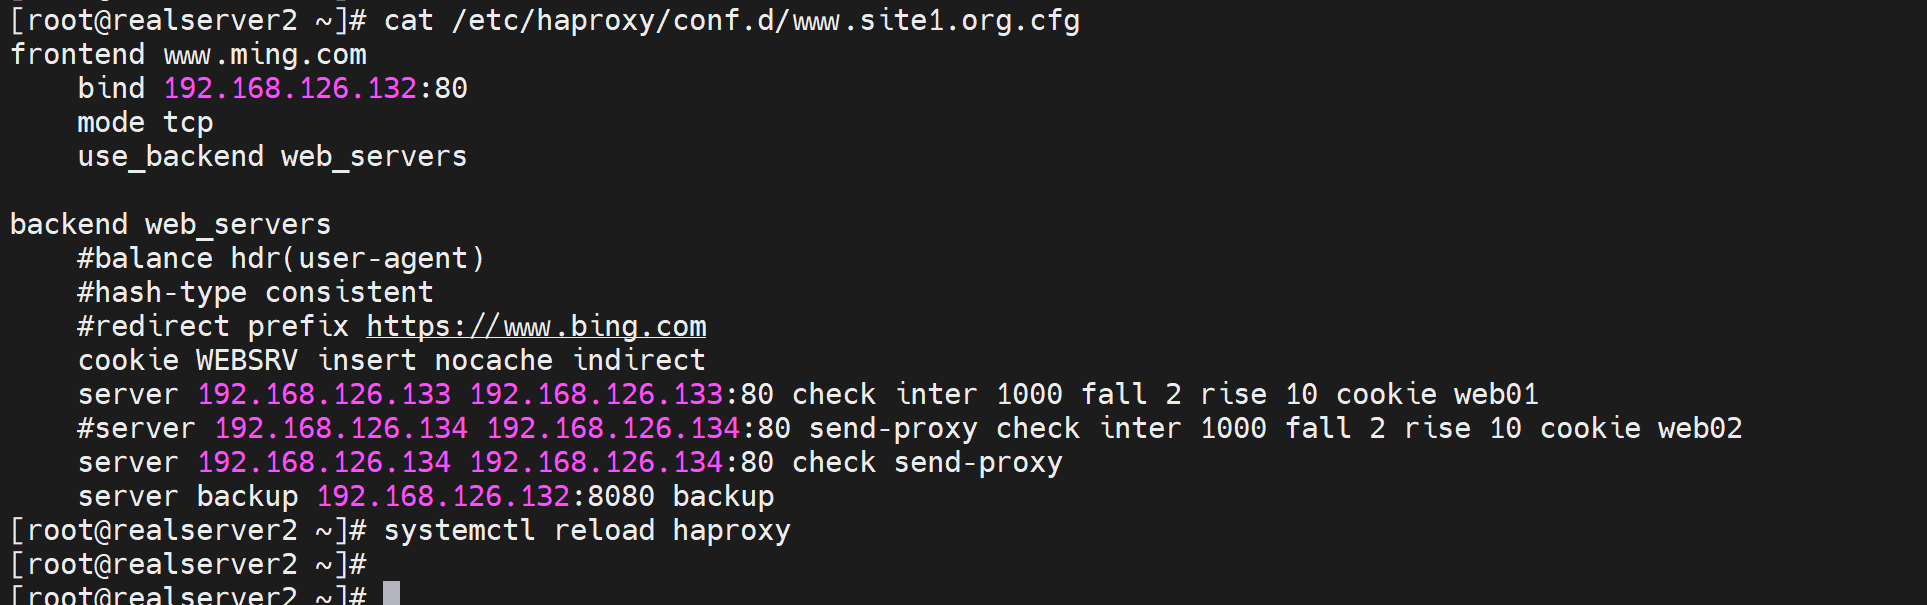 [root@realserver2 ~]# cat /etc/haproxy/conf.d/www.site1.org.cfg
frontend www.ming.com
    bind 192.168.126.132:80
    mode tcp
    use_backend web_servers

backend web_servers
    #balance hdr(user-agent)
    #hash-type consistent
    #redirect prefix https://www.bing.com
    cookie WEBSRV insert nocache indirect
    server 192.168.126.133 192.168.126.133:80 check inter 1000 fall 2 rise 10 cookie web01
    #server 192.168.126.134 192.168.126.134:80 send-proxy check inter 1000 fall 2 rise 10 cookie web02
    server 192.168.126.134 192.168.126.134:80 check send-proxy
    server backup 192.168.126.132:8080 backup
[root@realserver2 ~]# systemctl reload haproxy
[root@realserver2 ~]#
[root@realserver2 ~]#